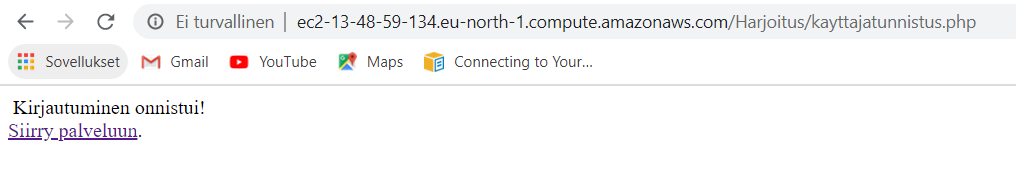 Ei turvallinen | ec2-13-48-59-134.eu-north-1.compute.amazonaws.com/Harjoitus/kayttajatunnistus.php
Sovellukset Gmail YouTube Maps Connecting to Your...
Kirjautuminen onnistui!
Siirry palveluun.